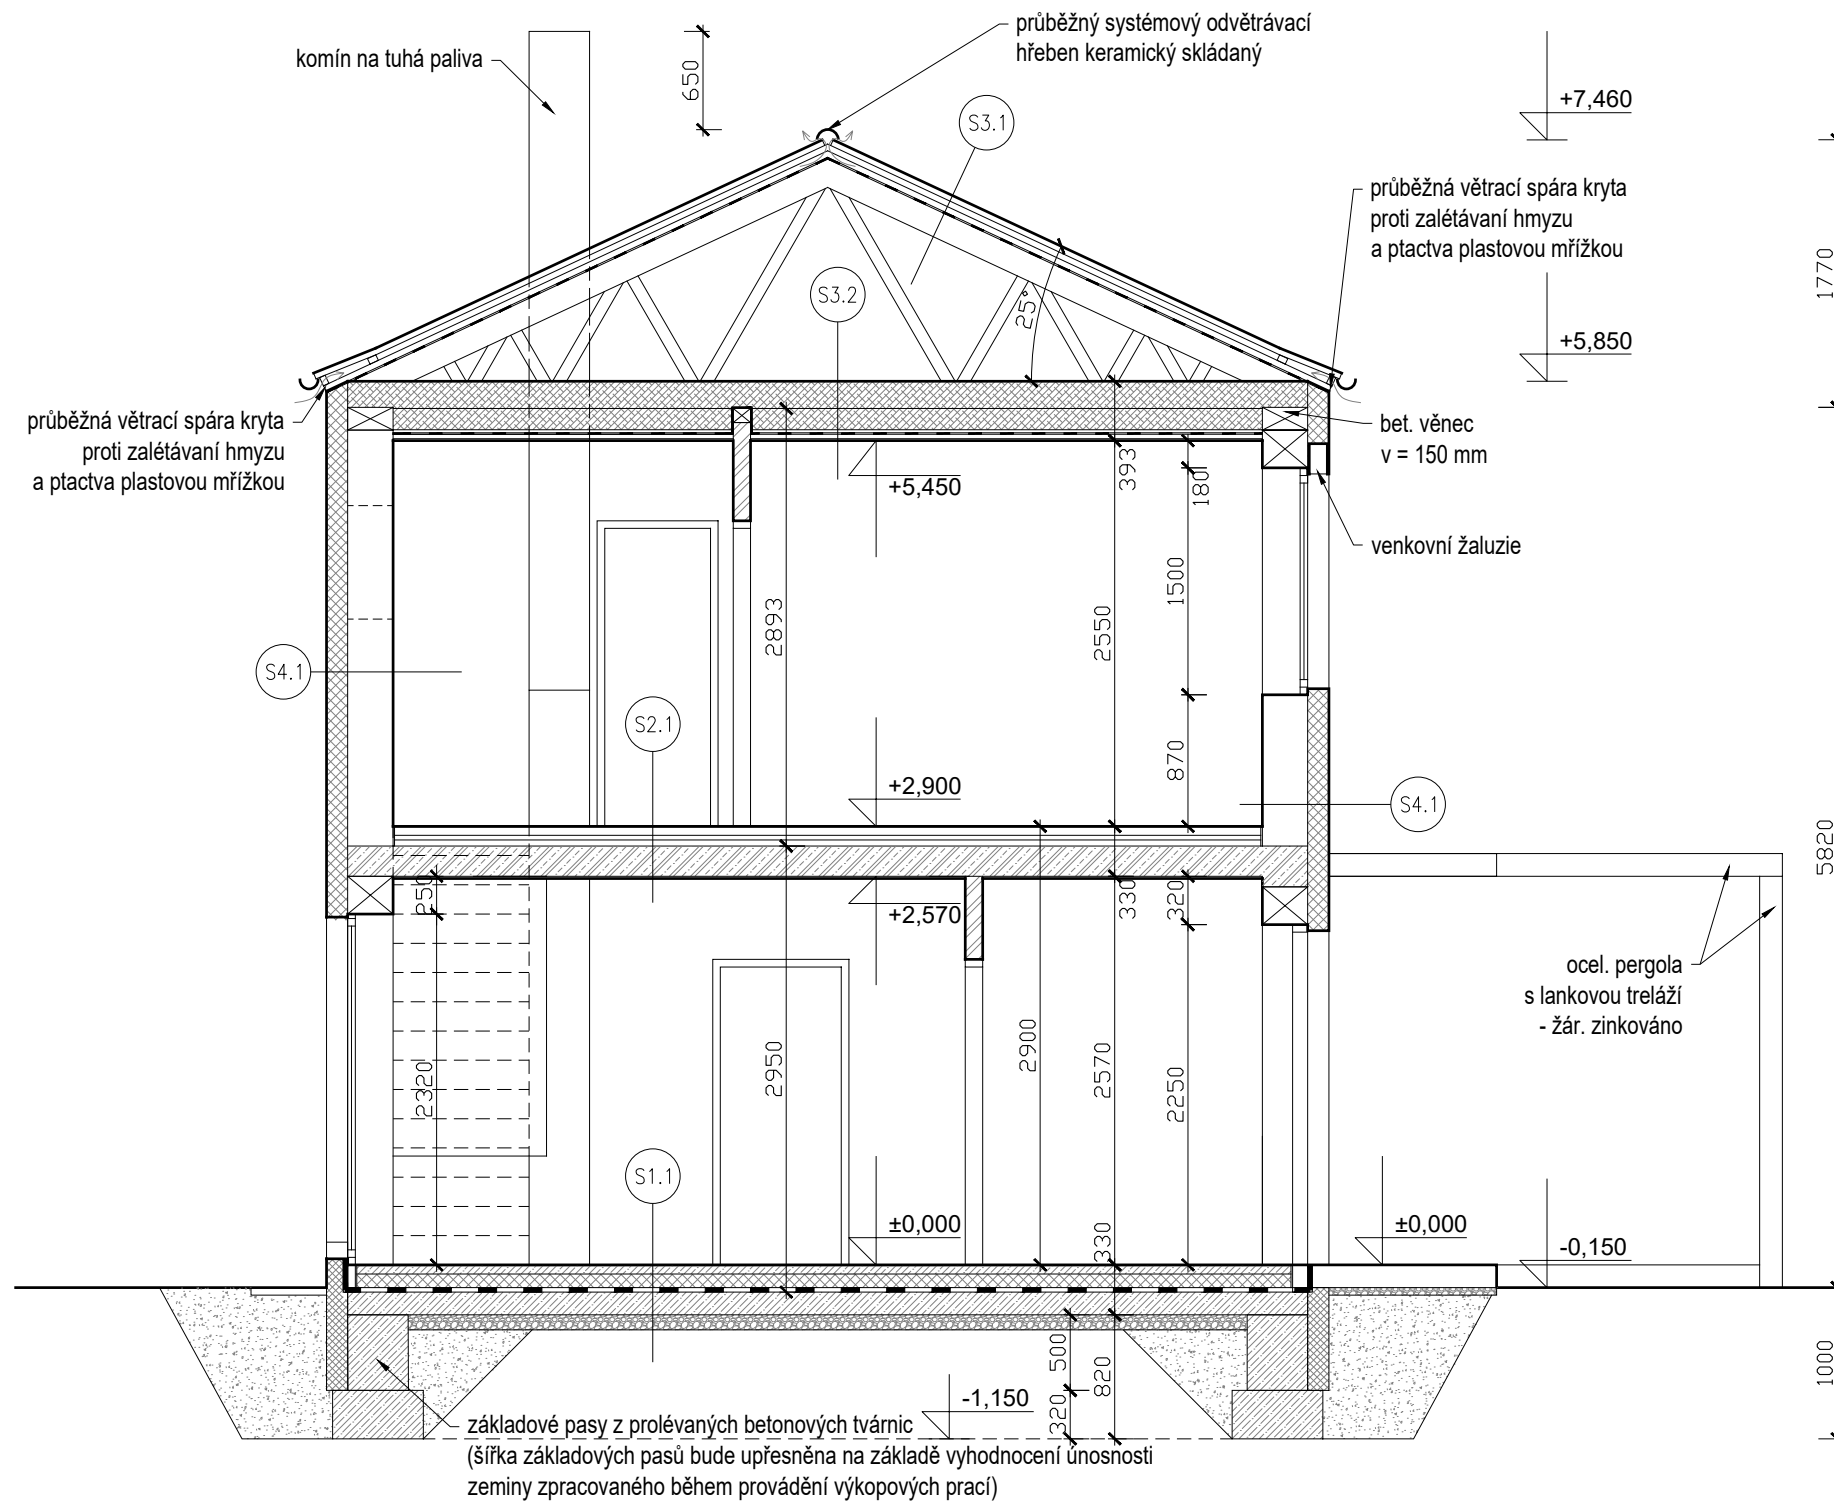 průběžný systémový odvětrávací
hřeben keramický skládaný
komín na tuhá paliva
650
+7,460
S3.1
průběžná větrací spára kryta
proti zalétávaní hmyzu
a ptactva plastovou mřížkou
1770
S3.2
25°
+5,850
průběžná větrací spára kryta
proti zalétávaní hmyzu
a ptactva plastovou mřížkou
bet. věnec
v = 150 mm
393
180
+5,450
venkovní žaluzie
1500
2893
2550
S4.1
S2.1
870
+2,900
S4.1
5820
250
+2,570
330
320
ocel. pergola
s lankovou treláží
- žár. zinkováno
2320
2950
2900
2570
2250
S1.1
±0,000
330
±0,000
-0,150
500
820
1000
-1,150
320
základové pasy z prolévaných betonových tvárnic
(šířka základových pasů bude upřesněna na základě vyhodnocení únosnosti
zeminy zpracovaného během provádění výkopových prací)